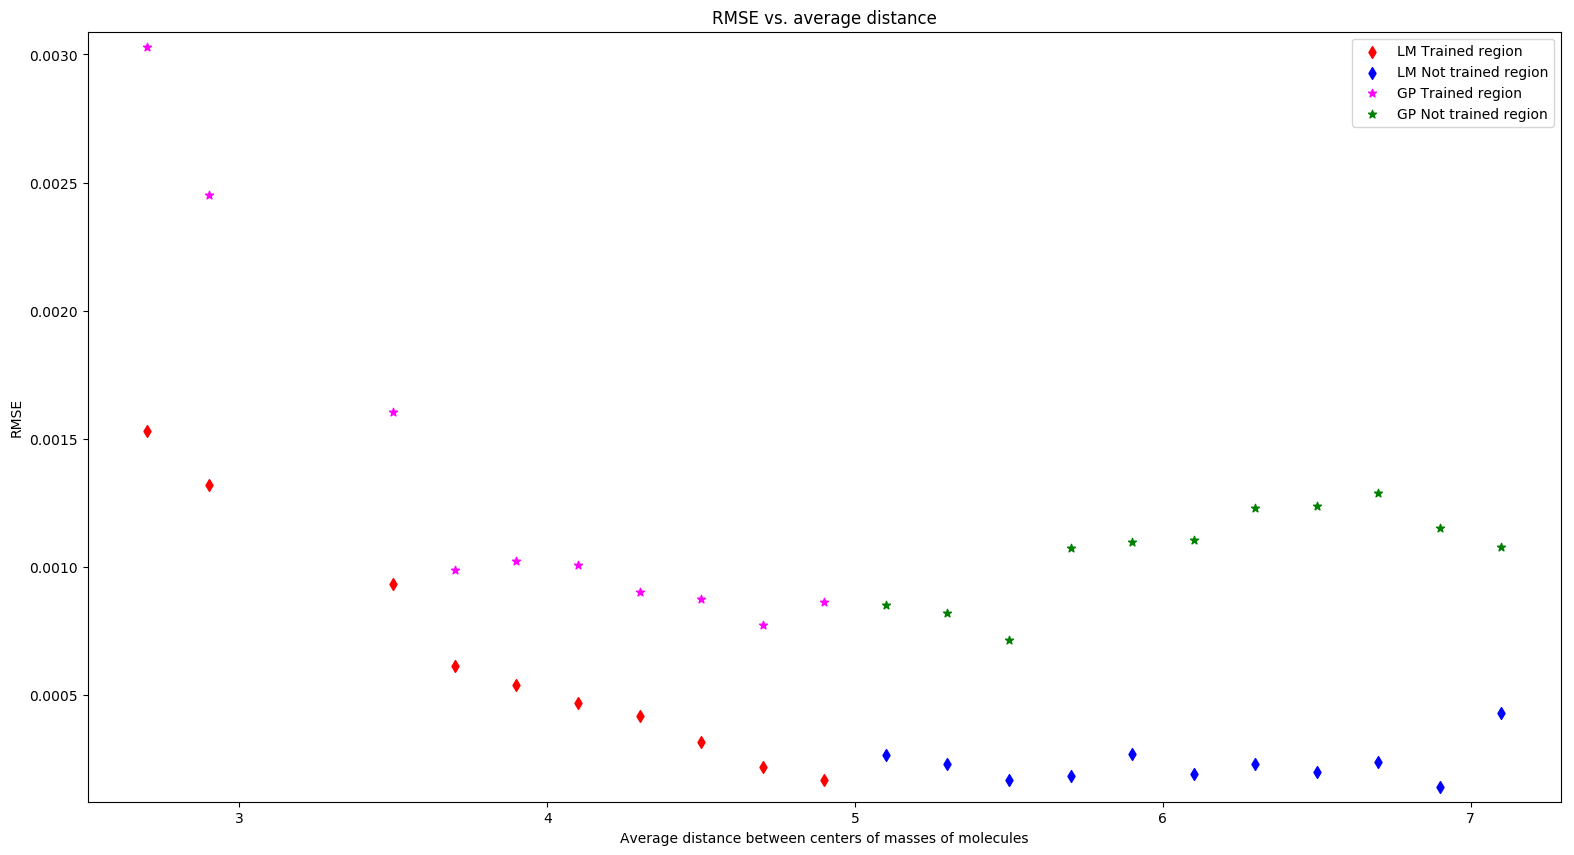 RMSE vs. average distance
LM Trained region
LM Not trained region
GP Trained region
GP Not trained region
RMSE
0.0030
0.0025
0.0020
0.0015
0.0010
0.0005
3 4 5 6 7
Average distance between centers of masses of molecules